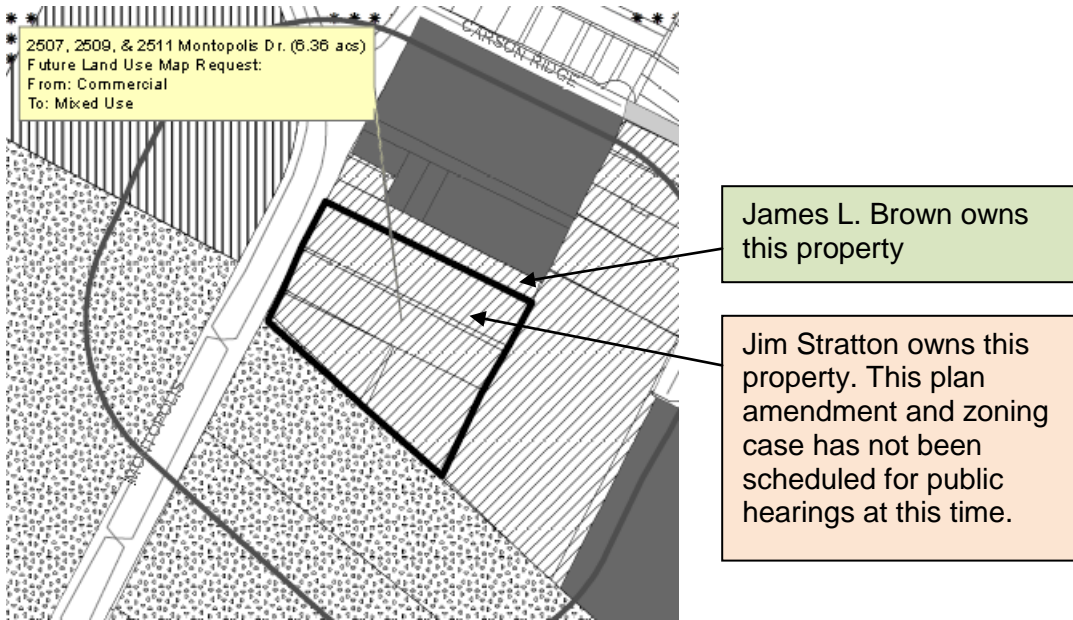 2507, 2509, & 2511 Montopolis Dr. (6.36 acs)
Future Land Use Map Request:
From: Commercial
To: Mixed Use
CARSON RIDGE
MONTOPOLIS
James L. Brown owns
this property
Jim Stratton owns this
property. This plan
amendment and zoning
case has not been
scheduled for public
hearings at this time.